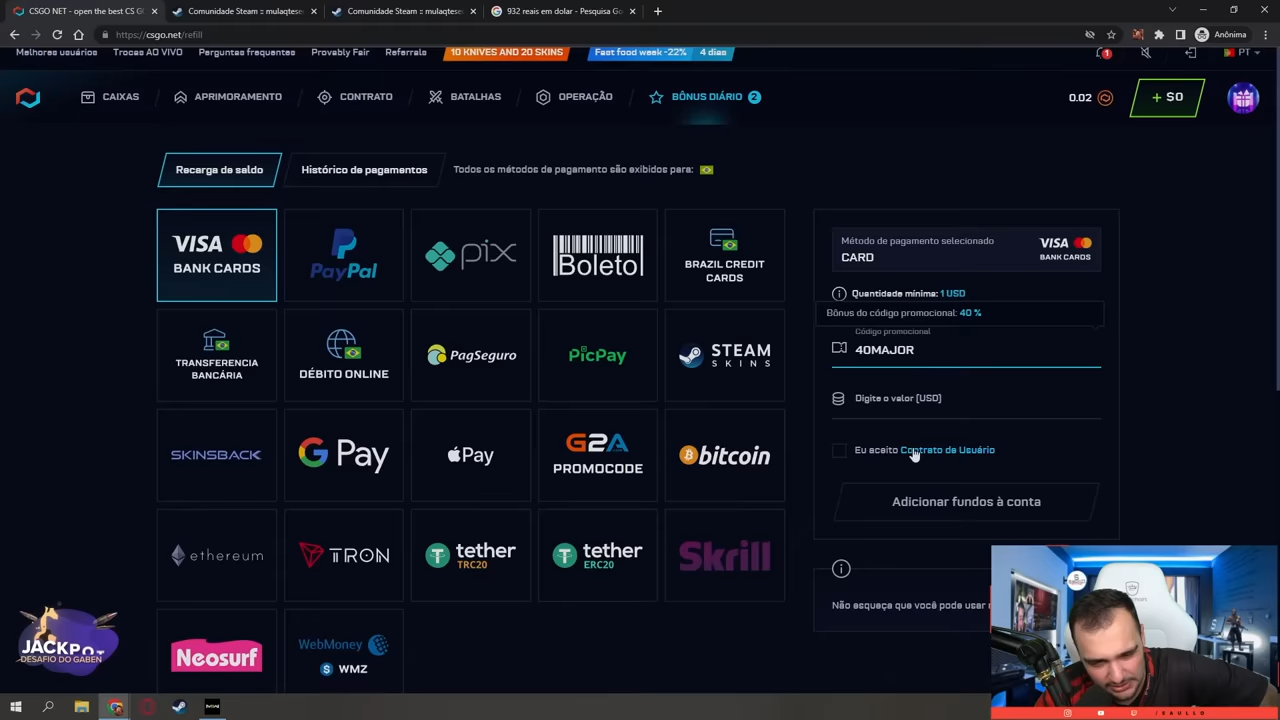 CSGO NET - open the best CS G
Comunidade Steam :: mulaqtese
Comunidade Steam :: mulaqtese
932 reais em dolar - Pesquisa Go
https://csgo.net/refill
Anônima
Melhores usuários
Trocas AO VIVO
Perguntas frequentes
Provably Fair
Referrals
10 KNIVES AND 20 SKINS
Fast food week -22%
4 dias
1
PT
CAIXAS
APRIMORAMENTO
CONTRATO
BATALHAS
OPERAÇÃO
BÔNUS DIÁRIO 2
0.02
+ $0
Recarga de saldo
Histórico de pagamentos
Todos os métodos de pagamento são exibidos para:
VISA
BANK CARDS
PayPal
pix
Boleto
BRAZIL CREDIT
CARDS
TRANSFERENCIA
BANCÁRIA
DÉBITO ONLINE
PagSeguro
PicPay
STEAM
SKINS
SKINSBACK
G Pay
Pay
G2A
PROMOCODE
bitcoin
ethereum
TRON
tether
TRC20
tether
ERC20
Skrill
Neosurf
WebMoney
WMZ
Método de pagamento selecionado
CARD
VISA
BANK CARDS
Quantidade mínima: 1 USD
Bônus do código promocional: 40 %
Código promocional
40MAJOR
Digite o valor (USD)
Eu aceito Contrato de Usuário
Adicionar fundos à conta
Não esqueça que você pode usar
JACKPOT
DESAFIO DO GABEN
/SAULLO